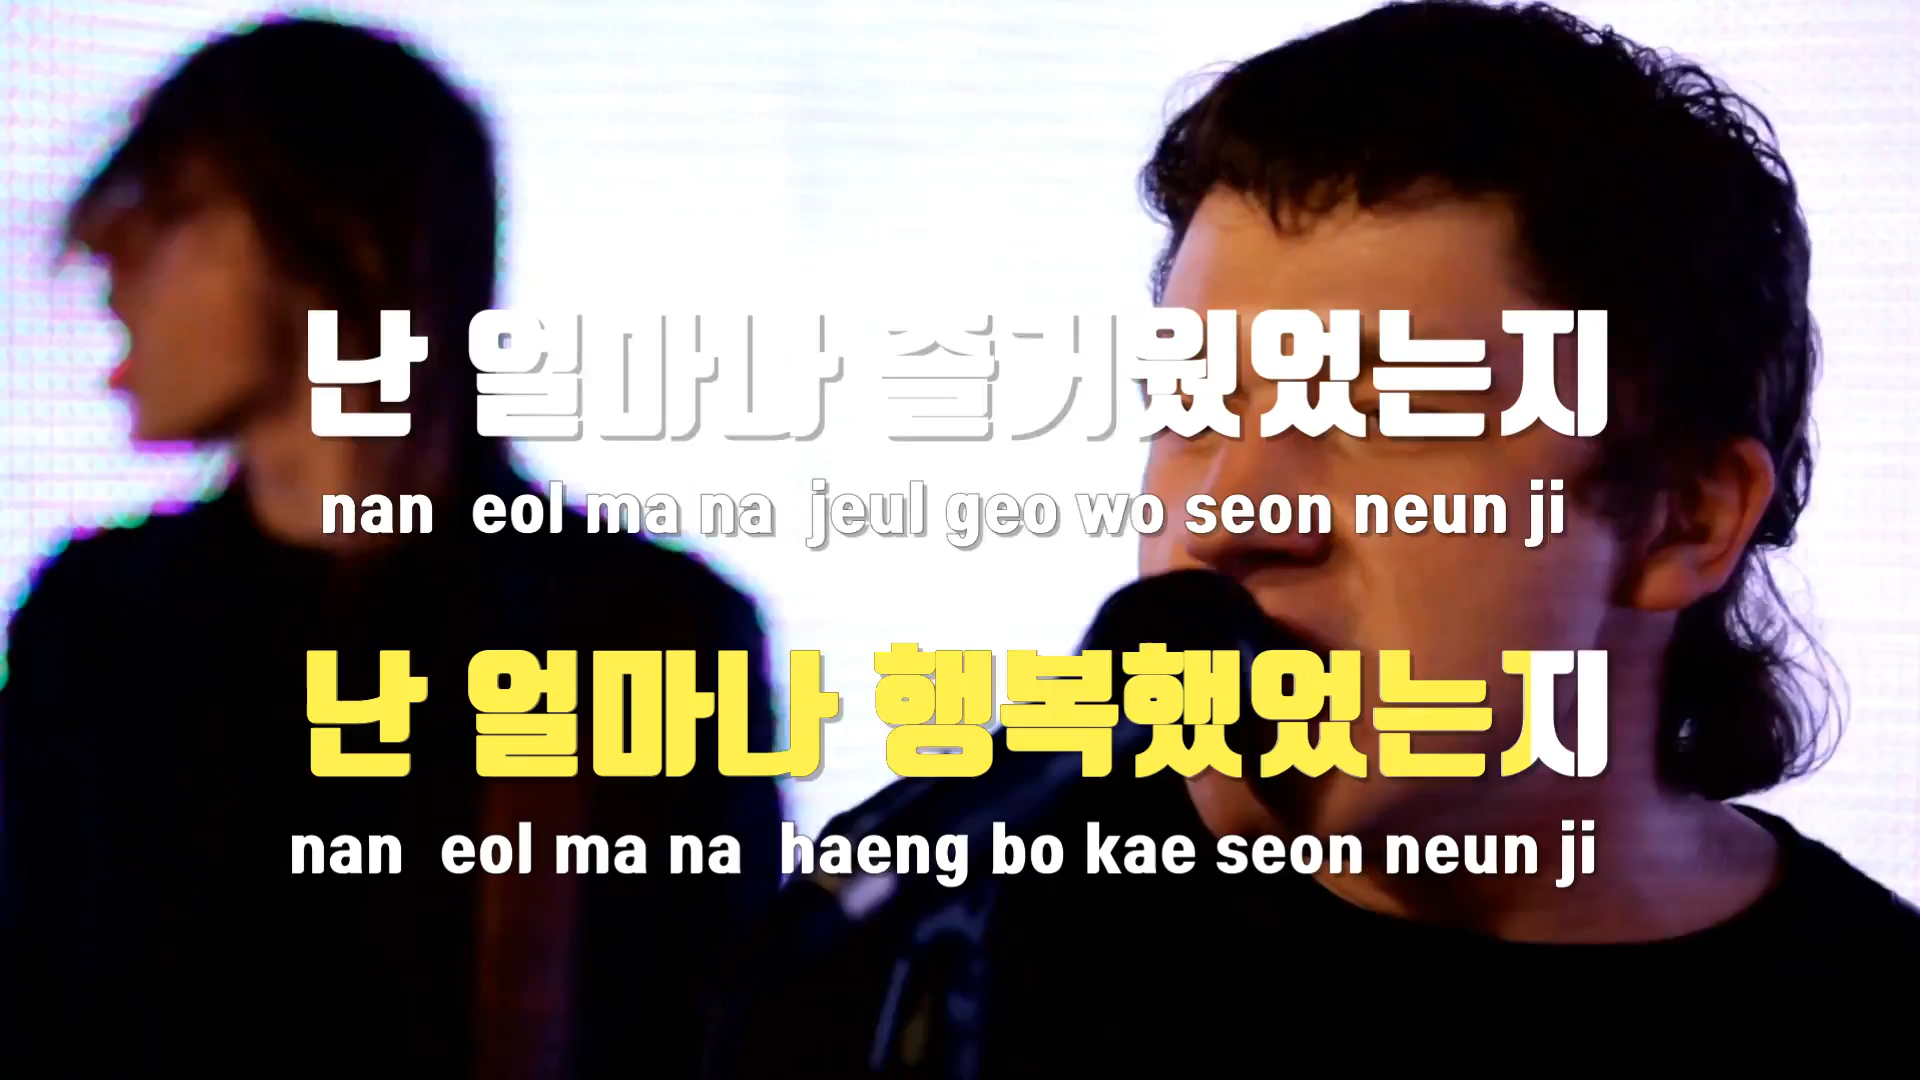 난 얼마나 즐거웠었는지
nan eol ma na jeul geo wo seon neun ji
난 얼마나 행복했었는지
nan eol ma na haeng bo kae seon neun ji